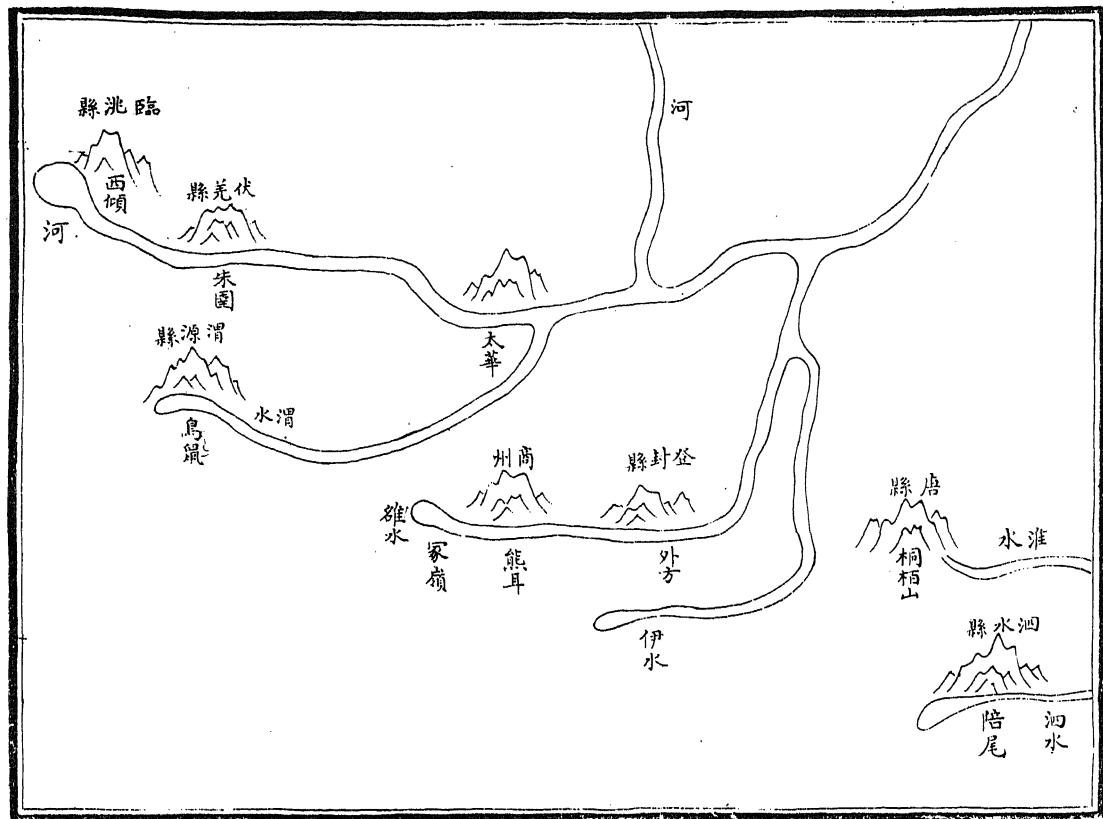 河
臨洮縣
西傾
河
伏羌縣
朱圉
太華
渭源縣
鳥鼠
渭水
雒水
冢嶺
商州
熊耳
登封縣
外方
伊水
唐縣
桐栢山
淮水
泗水縣
陪尾
泗水